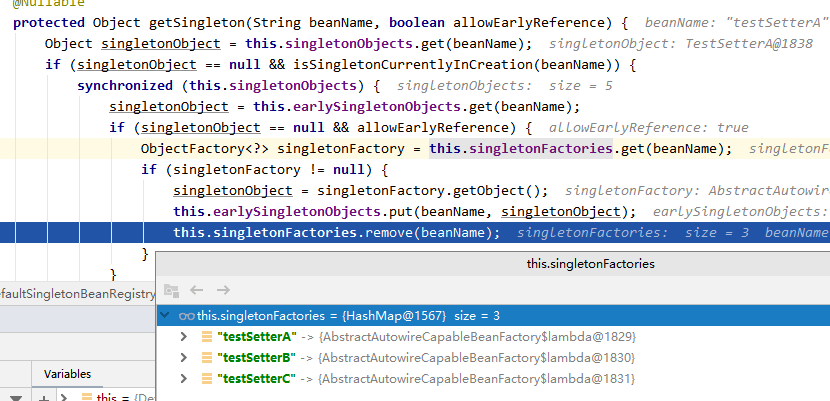 @Nullable
protected Object getSingleton(String beanName, boolean allowEarlyReference) { beanName: "testSetterA"
Object singletonObject = this.singletonObjects.get(beanName); singletonObject: TestSetterA@1838
if (singletonObject == null && isSingletonCurrentlyInCreation(beanName)) {
synchronized (this.singletonObjects) { singletonObjects: size = 5
singletonObject = this.earlySingletonObjects.get(beanName);
if (singletonObject == null && allowEarlyReference) { allowEarlyReference: true
ObjectFactory<?> singletonFactory = this.singletonFactories.get(beanName); singletonFa
if (singletonFactory != null) {
singletonObject = singletonFactory.getObject(); singletonFactory: AbstractAutowire
this.earlySingletonObjects.put(beanName, singletonObject); earlySingletonObjects:
this.singletonFactories.remove(beanName); singletonFactories: size = 3 beanName
}
}
this.singletonFactories
efaultSingletonBeanRegistry
this.singletonFactories = {HashMap@1567} size = 3
"testSetterA" -> {AbstractAutowireCapableBeanFactory$lambda@1829}
"testSetterB" -> {AbstractAutowireCapableBeanFactory$lambda@1830}
"testSetterC" -> {AbstractAutowireCapableBeanFactory$lambda@1831}
Variables
this = {De